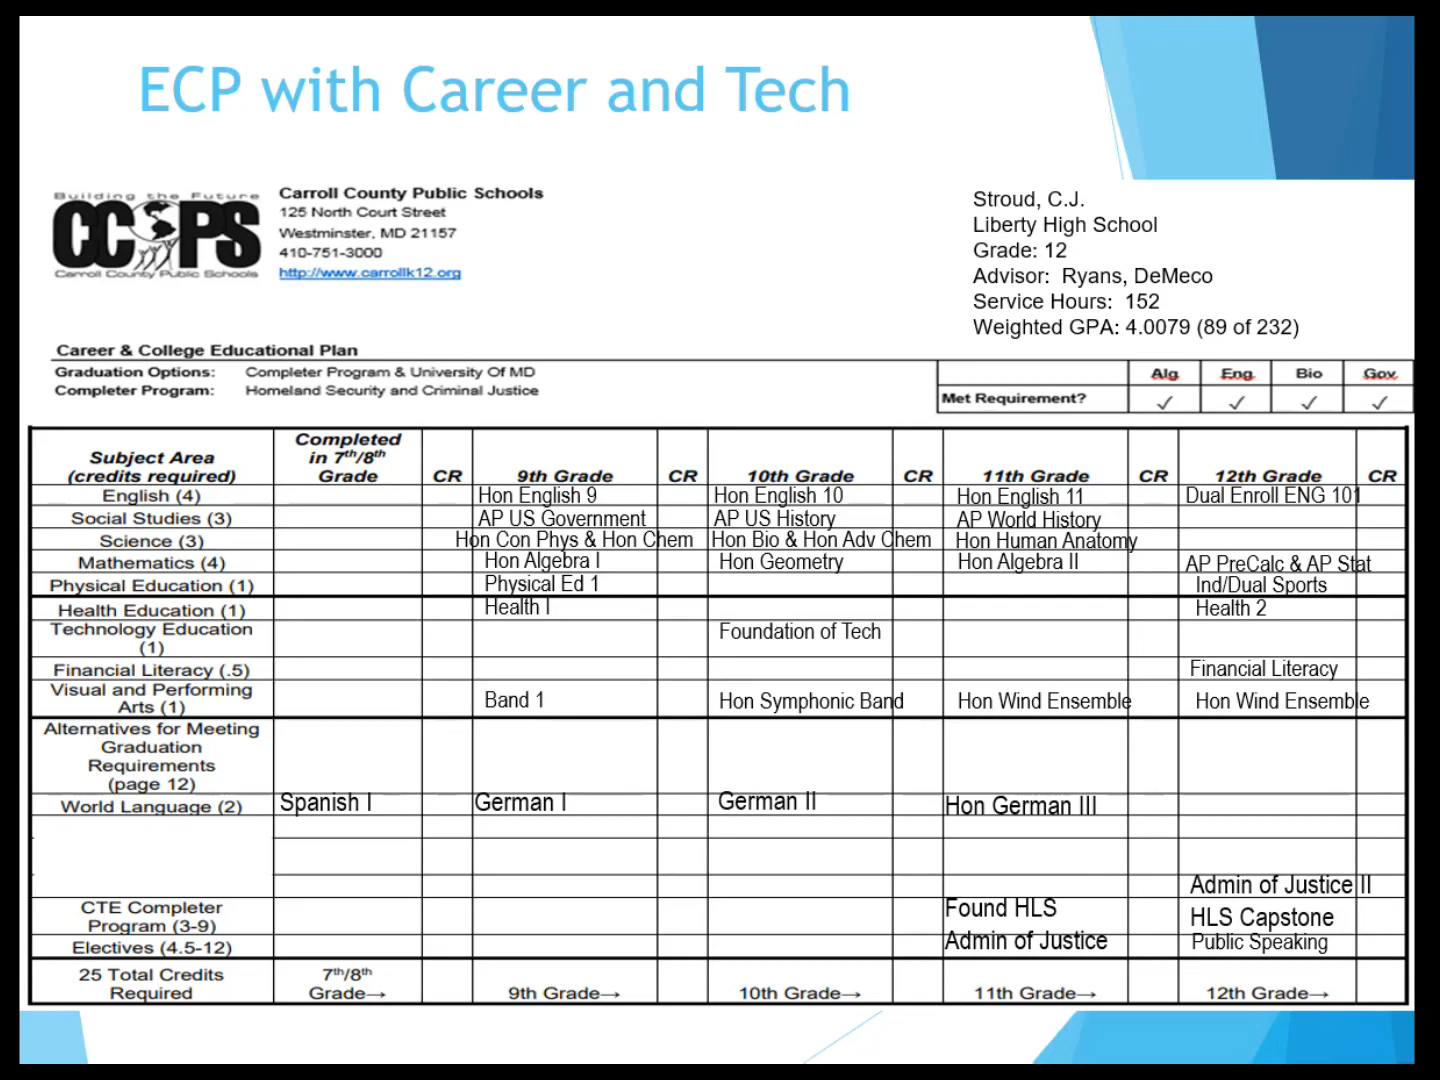 ECP with Career and Tech
Building the Future
CCPS
Carroll County Public Schools
Carroll County Public Schools
125 North Court Street
Westminster, MD 21157
410-751-3000
http://www.carrollk12.org
Stroud, C.J.
Liberty High School
Grade: 12
Advisor: Ryans, DeMeco
Service Hours: 152
Weighted GPA: 4.0079 (89 of 232)
Career & College Educational Plan
Graduation Options: Completer Program & University Of MD
Completer Program: Homeland Security and Criminal Justice
Alg Eng Bio Gov
Met Requirement? ✓ ✓ ✓ ✓
Subject Area (credits required) Completed in 7th/8th Grade CR 9th Grade CR 10th Grade CR 11th Grade CR 12th Grade CR
English (4) Hon English 9 Hon English 10 Hon English 11 Dual Enroll ENG 101
Social Studies (3) AP US Government AP US History AP World History
Science (3) Hon Con Phys & Hon Chem Hon Bio & Hon Adv Chem Hon Human Anatomy
Mathematics (4) Hon Algebra I Hon Geometry Hon Algebra II AP PreCalc & AP Stat
Physical Education (1) Physical Ed 1 Ind/Dual Sports
Health Education (1) Health I Health 2
Technology Education (1) Foundation of Tech
Financial Literacy (.5) Financial Literacy
Visual and Performing Arts (1) Band 1 Hon Symphonic Band Hon Wind Ensemble Hon Wind Ensemble
Alternatives for Meeting Graduation Requirements (page 12)
World Language (2) Spanish I German I German II Hon German III
Admin of Justice II
CTE Completer Program (3-9) Found HLS HLS Capstone
Electives (4.5-12) Admin of Justice Public Speaking
25 Total Credits Required 7th/8th Grade→ 9th Grade→ 10th Grade→ 11th Grade→ 12th Grade→